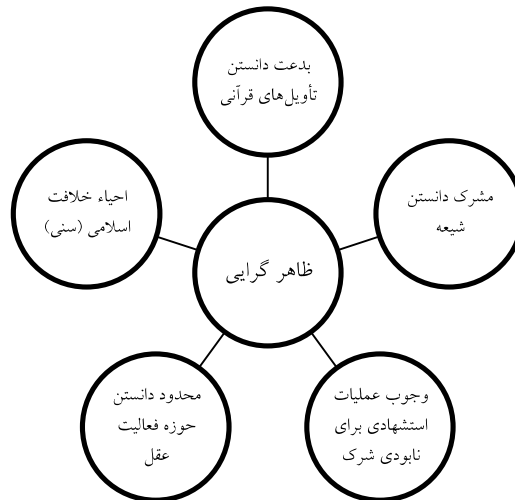 بدعت دانستن
تأویل‌های قرآنی
مشرک دانستن
شیعه
احیاء خلافت
اسلامی (سنی)
ظاهر گرایی
وجوب عملیات
استشهادی برای
نابودی شرک
محدود دانستن
حوزه فعالیت
عقل